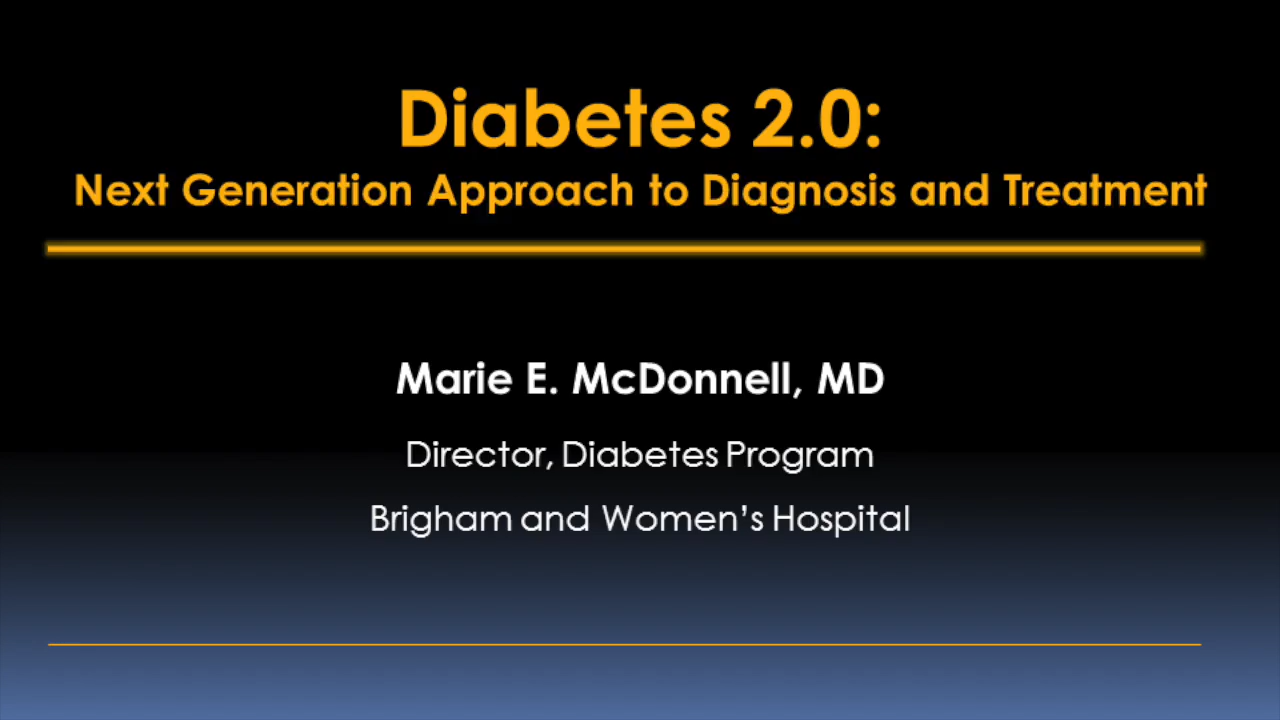 Diabetes 2.0:
Next Generation Approach to Diagnosis and Treatment
Marie E. McDonnell, MD
Director, Diabetes Program
Brigham and Women’s Hospital